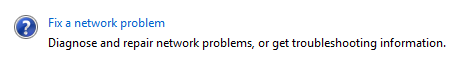 Fix a network problem
Diagnose and repair network problems, or get troubleshooting information.